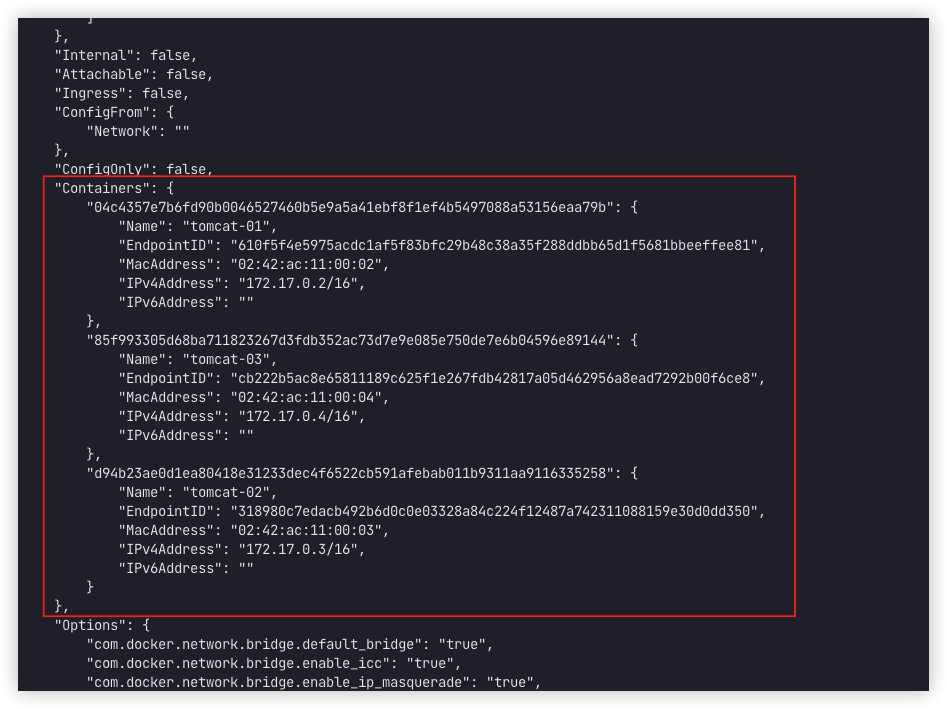 ]
},
"Internal": false,
"Attachable": false,
"Ingress": false,
"ConfigFrom": {
"Network": ""
},
"ConfigOnly": false,
"Containers": {
"04c4357e7b6fd90b0046527460b5e9a5a41ebf8f1ef4b5497088a53156eaa79b": {
"Name": "tomcat-01",
"EndpointID": "610f5f4e5975acdc1af5f83bfc29b48c38a35f288ddbb65d1f5681bbeeffee81",
"MacAddress": "02:42:ac:11:00:02",
"IPv4Address": "172.17.0.2/16",
"IPv6Address": ""
},
"85f993305d68ba711823267d3fdb352ac73d7e9e085e750de7e6b04596e89144": {
"Name": "tomcat-03",
"EndpointID": "cb222b5ac8e65811189c625f1e267fdb42817a05d462956a8ead7292b00f6ce8",
"MacAddress": "02:42:ac:11:00:04",
"IPv4Address": "172.17.0.4/16",
"IPv6Address": ""
},
"d94b23ae0d1ea80418e31233dec4f6522cb591afebab011b9311aa9116335258": {
"Name": "tomcat-02",
"EndpointID": "318980c7edacb492b6d0c0e03328a84c224f12487a742311088159e30d0dd350",
"MacAddress": "02:42:ac:11:00:03",
"IPv4Address": "172.17.0.3/16",
"IPv6Address": ""
}
},
"Options": {
"com.docker.network.bridge.default_bridge": "true",
"com.docker.network.bridge.enable_icc": "true",
"com.docker.network.bridge.enable_ip_masquerade": "true",